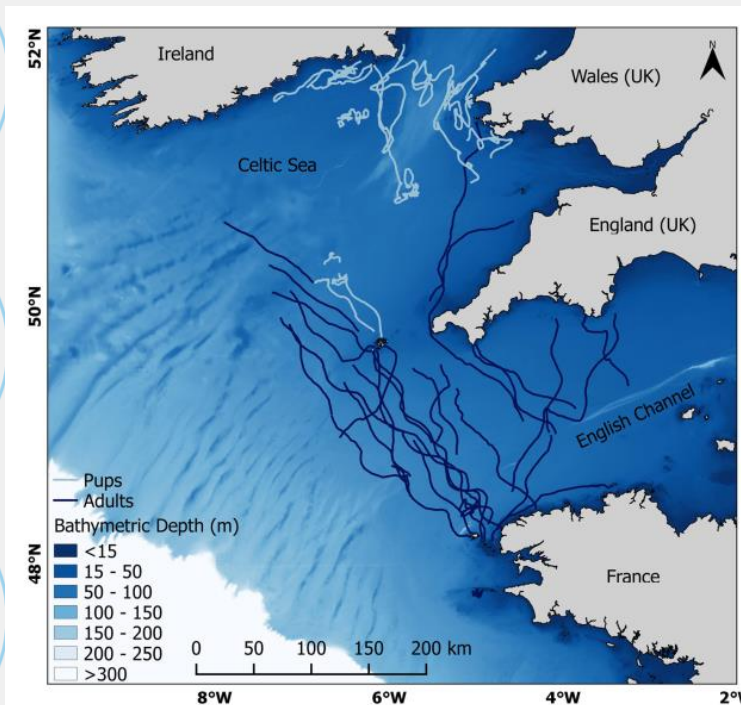 52°N
N
Ireland
Wales (UK)
Celtic Sea
England (UK)
50°N
English Channel
Pups
Adults
Bathymetric Depth (m)
<15
15 - 50
50 - 100
100 - 150
150 - 200
200 - 250
>300
48°N
France
0 50 100 150 200 km
8°W 6°W 4°W 2°W